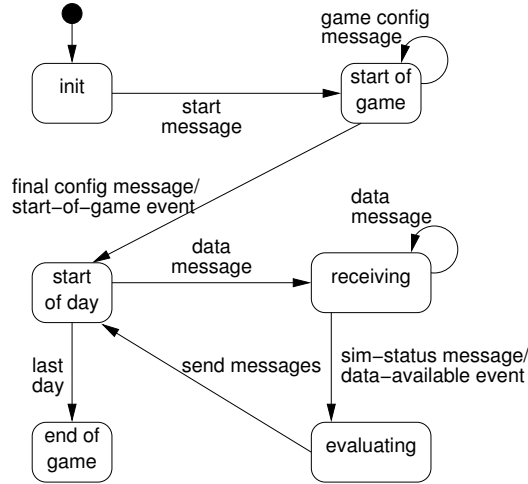 game config
message
init
start of
game
start
message
final config message/
start−of−game event
data
message
data
message
start
of day
receiving
last
day
send messages
sim−status message/
data−available event
end of
game
evaluating